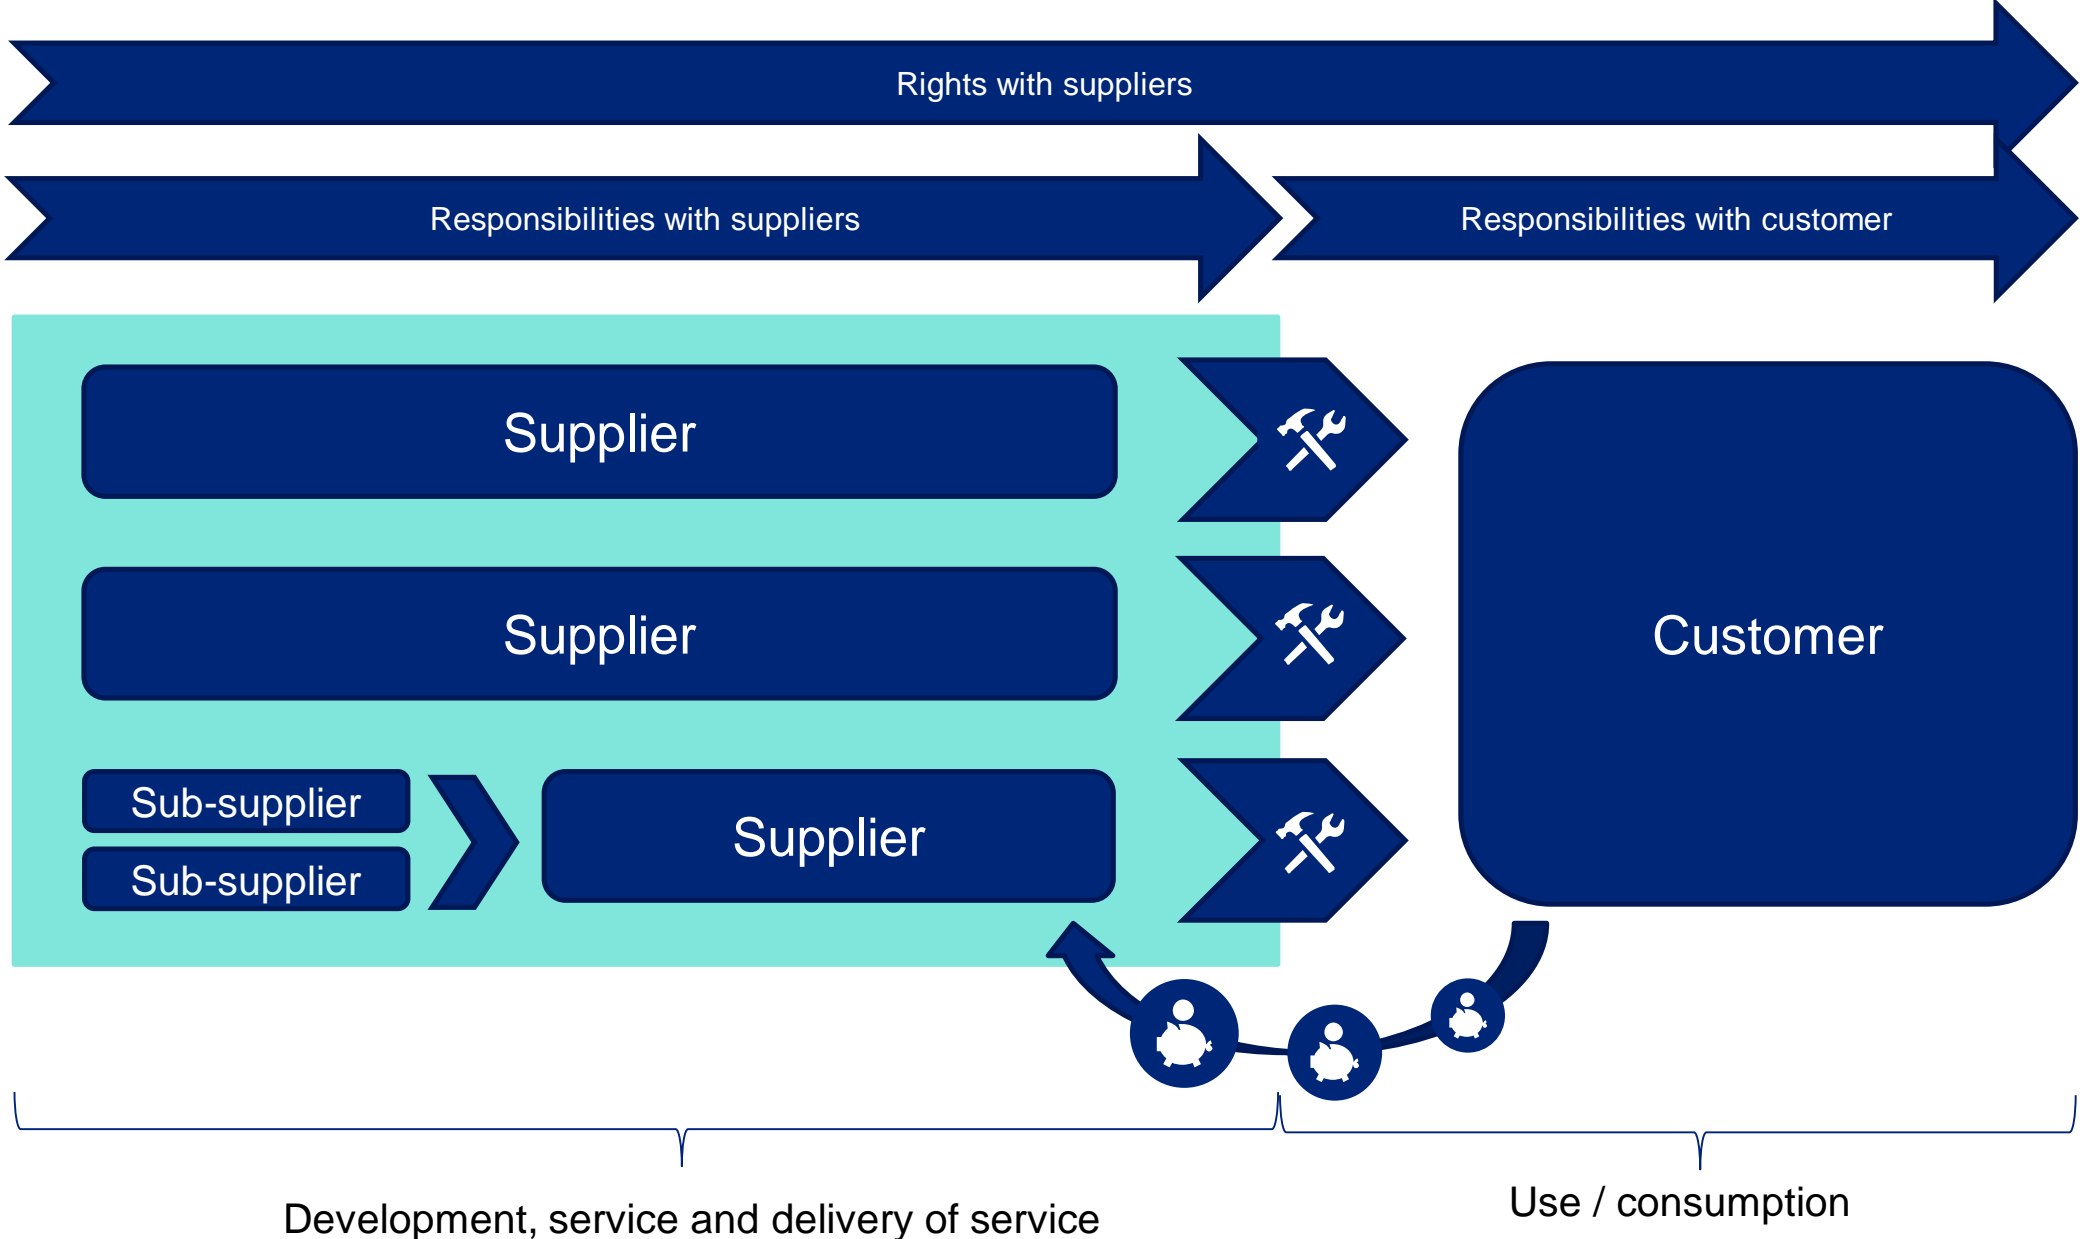 Rights with suppliers
Responsibilities with suppliers
Responsibilities with customer
Supplier
Supplier
Customer
Sub-supplier
Sub-supplier
Supplier
Development, service and delivery of service
Use / consumption